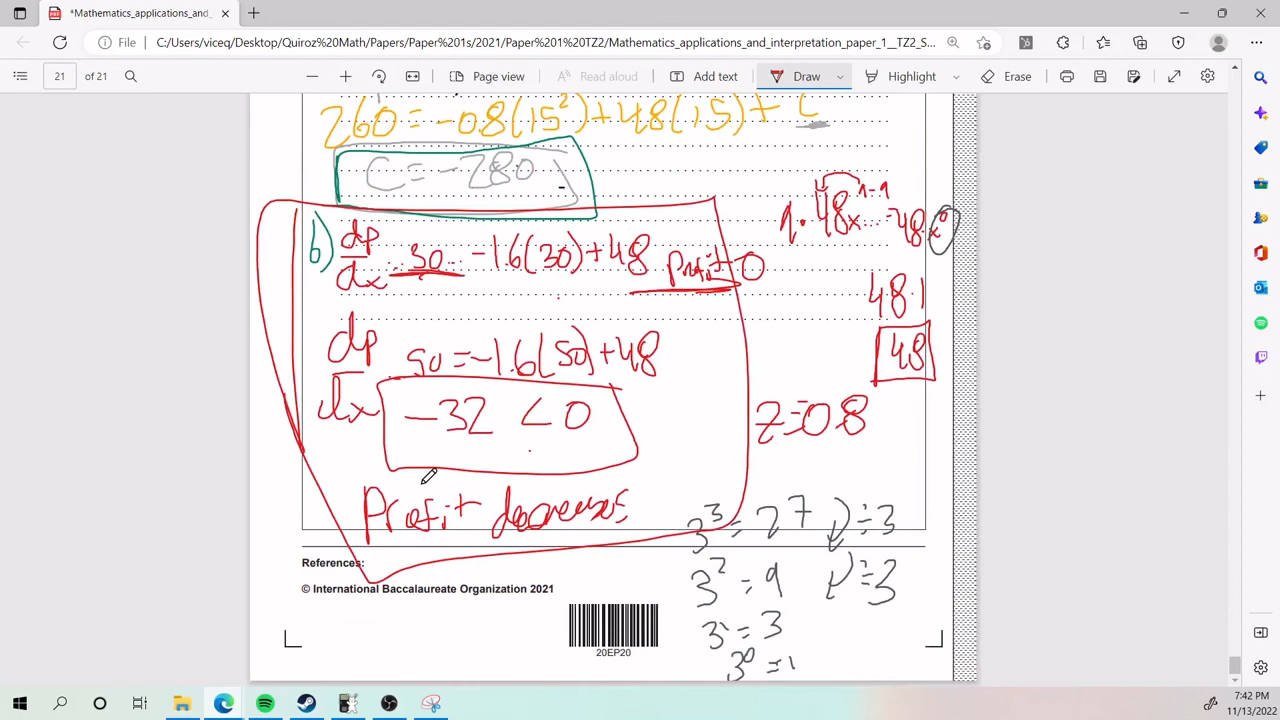 *Mathematics_applications_and_
File C:/Users/viceq/Desktop/Quiroz%20Math/Papers/Paper%201s/2021/Paper%201%20TZ2/Mathematics_applications_and_interpretation_paper_1__TZ2_S...
21 of 21 Page view Read aloud Add text Draw Highlight Erase
260 = -0.8(15²)+48(15)+ C
C = -280
1 · 48x¹⁻¹ 48x⁰
b) dp/dx 30 -1.6(30)+48 Profit 0
48.1
48
dp/dx 50 = -1.6(50)+48
-32 < 0
z=0.8
Profit decreases
3³ = 27 ÷3
3² = 9 ÷3
3¹ = 3
3⁰ = 1
References:
© International Baccalaureate Organization 2021
20EP20
7:42 PM
11/13/2022